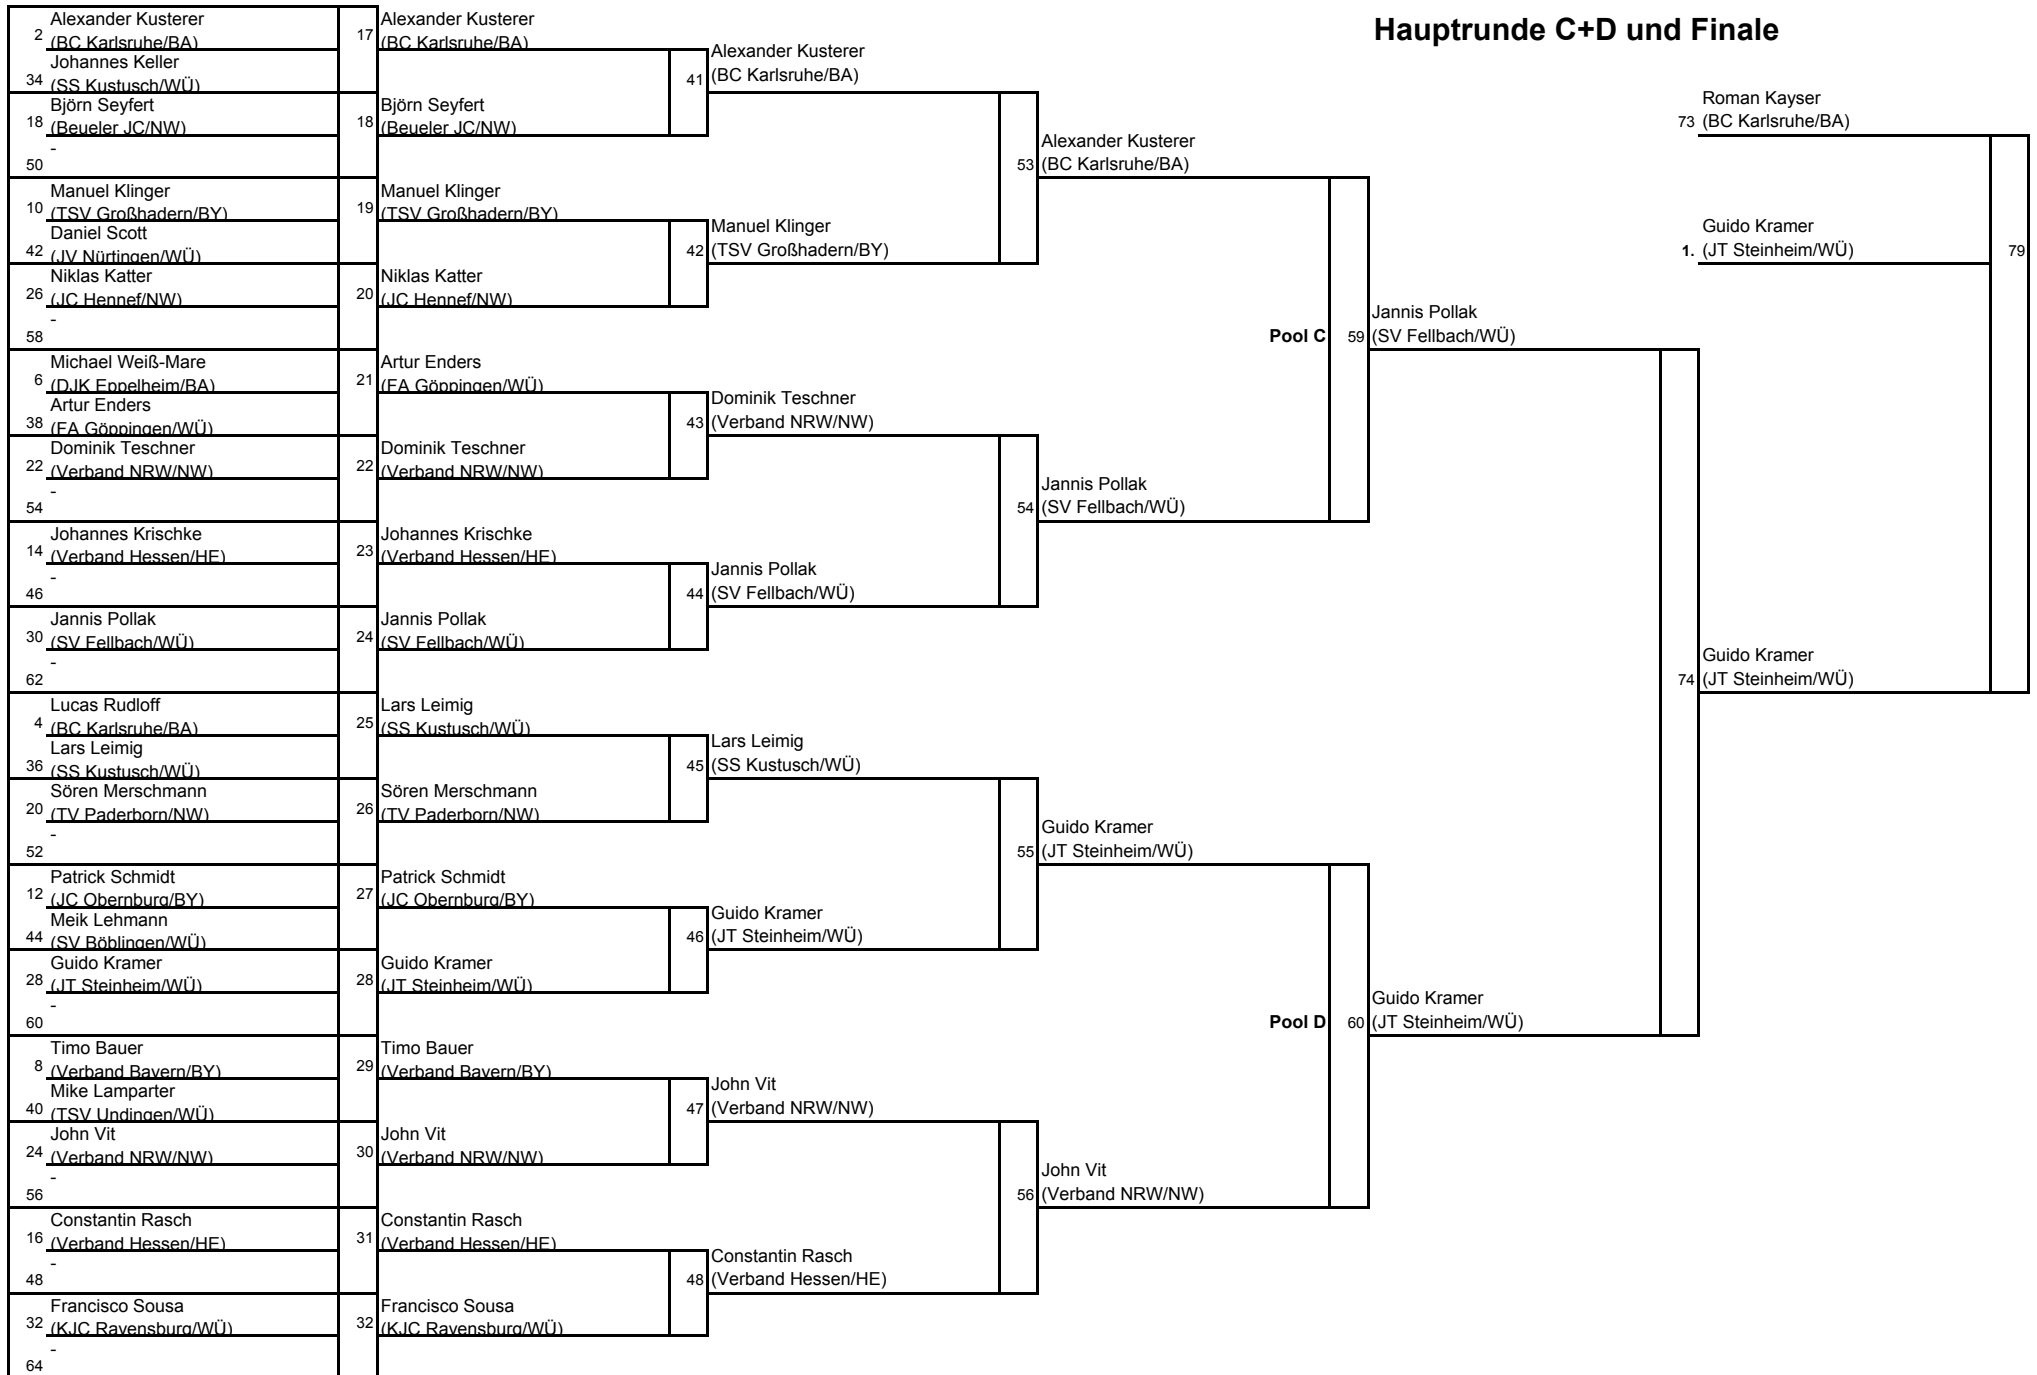 Hauptrunde C+D und Finale
2
Alexander Kusterer
(BC Karlsruhe/BA)
34
Johannes Keller
(SS Kustusch/WÜ)
18
Björn Seyfert
(Beueler JC/NW)
50
-
10
Manuel Klinger
(TSV Großhadern/BY)
42
Daniel Scott
(JV Nürtingen/WÜ)
26
Niklas Katter
(JC Hennef/NW)
58
-
6
Michael Weiß-Mare
(DJK Eppelheim/BA)
38
Artur Enders
(FA Göppingen/WÜ)
22
Dominik Teschner
(Verband NRW/NW)
54
-
14
Johannes Krischke
(Verband Hessen/HE)
46
-
30
Jannis Pollak
(SV Fellbach/WÜ)
62
-
4
Lucas Rudloff
(BC Karlsruhe/BA)
36
Lars Leimig
(SS Kustusch/WÜ)
20
Sören Merschmann
(TV Paderborn/NW)
52
-
12
Patrick Schmidt
(JC Obernburg/BY)
44
Meik Lehmann
(SV Böblingen/WÜ)
28
Guido Kramer
(JT Steinheim/WÜ)
60
-
8
Timo Bauer
(Verband Bayern/BY)
40
Mike Lamparter
(TSV Undingen/WÜ)
24
John Vit
(Verband NRW/NW)
56
-
16
Constantin Rasch
(Verband Hessen/HE)
48
-
32
Francisco Sousa
(KJC Ravensburg/WÜ)
64
-
17
Alexander Kusterer
(BC Karlsruhe/BA)
18
Björn Seyfert
(Beueler JC/NW)
19
Manuel Klinger
(TSV Großhadern/BY)
20
Niklas Katter
(JC Hennef/NW)
21
Artur Enders
(FA Göppingen/WÜ)
22
Dominik Teschner
(Verband NRW/NW)
23
Johannes Krischke
(Verband Hessen/HE)
24
Jannis Pollak
(SV Fellbach/WÜ)
25
Lars Leimig
(SS Kustusch/WÜ)
26
Sören Merschmann
(TV Paderborn/NW)
27
Patrick Schmidt
(JC Obernburg/BY)
28
Guido Kramer
(JT Steinheim/WÜ)
29
Timo Bauer
(Verband Bayern/BY)
30
John Vit
(Verband NRW/NW)
31
Constantin Rasch
(Verband Hessen/HE)
32
Francisco Sousa
(KJC Ravensburg/WÜ)
41
Alexander Kusterer
(BC Karlsruhe/BA)
42
Manuel Klinger
(TSV Großhadern/BY)
43
Dominik Teschner
(Verband NRW/NW)
44
Jannis Pollak
(SV Fellbach/WÜ)
45
Lars Leimig
(SS Kustusch/WÜ)
46
Guido Kramer
(JT Steinheim/WÜ)
47
John Vit
(Verband NRW/NW)
48
Constantin Rasch
(Verband Hessen/HE)
53
Alexander Kusterer
(BC Karlsruhe/BA)
54
Jannis Pollak
(SV Fellbach/WÜ)
55
Guido Kramer
(JT Steinheim/WÜ)
56
John Vit
(Verband NRW/NW)
Pool C
59
Jannis Pollak
(SV Fellbach/WÜ)
Pool D
60
Guido Kramer
(JT Steinheim/WÜ)
73
Roman Kayser
(BC Karlsruhe/BA)
1.
Guido Kramer
(JT Steinheim/WÜ)
79
74
Guido Kramer
(JT Steinheim/WÜ)